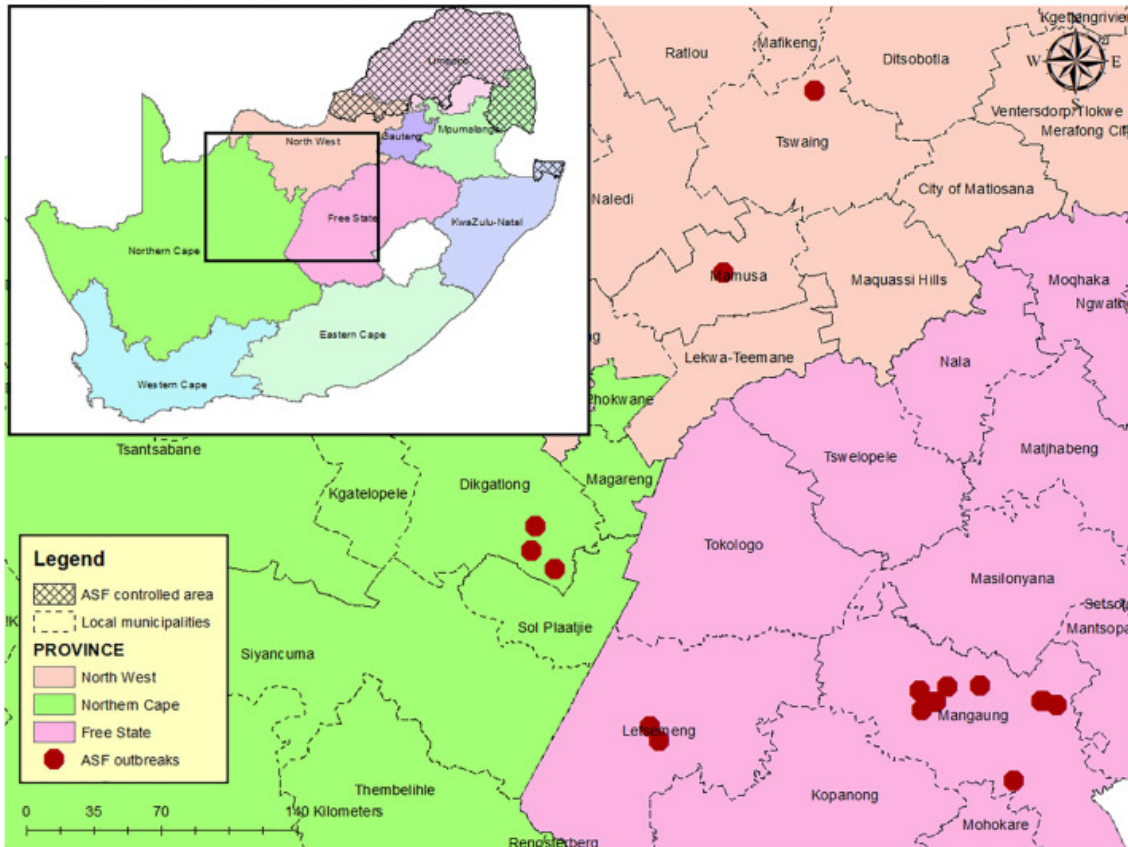 Limpopo
Mpumalanga
Gauteng
North West
Free State
KwaZulu-Natal
Northern Cape
Eastern Cape
Western Cape
Kgetlengrivier
Mafikeng
Ratlou
Ditsobotla
N
W
E
S
Ventersdorp/Tlokwe
Merafong City
Tswaing
City of Matlosana
Naledi
Mamusa
Maquassi Hills
Moqhaka
Ngwathe
Lekwa-Teemane
Nala
Phokwane
Tsantsabane
Kgatelopele
Dikgatlong
Magareng
Tswelopele
Matjhabeng
Tokologo
Masilonyana
Setsoto
Mantsopa
Sol Plaatjie
Siyancuma
Letsemeng
Mangaung
Thembelihle
Kopanong
Mohokare
Renosterberg
Legend
ASF controlled area
Local municipalities
PROVINCE
North West
Northern Cape
Free State
ASF outbreaks
0 35 70 140 Kilometers